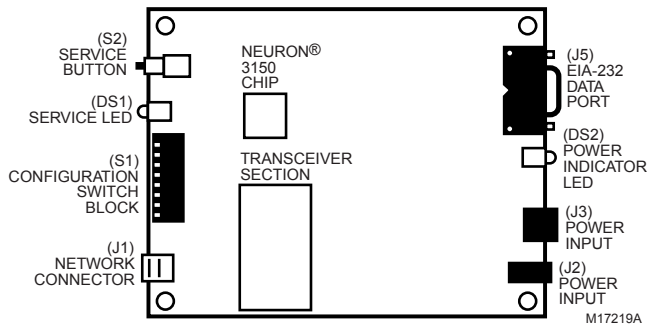 (S2)
SERVICE
BUTTON
(DS1)
SERVICE LED
(S1)
CONFIGURATION
SWITCH
BLOCK
(J1)
NETWORK
CONNECTOR
NEURON®
3150
CHIP
TRANSCEIVER
SECTION
(J5)
EIA-232
DATA
PORT
(DS2)
POWER
INDICATOR
LED
(J3)
POWER
INPUT
(J2)
POWER
INPUT
M17219A